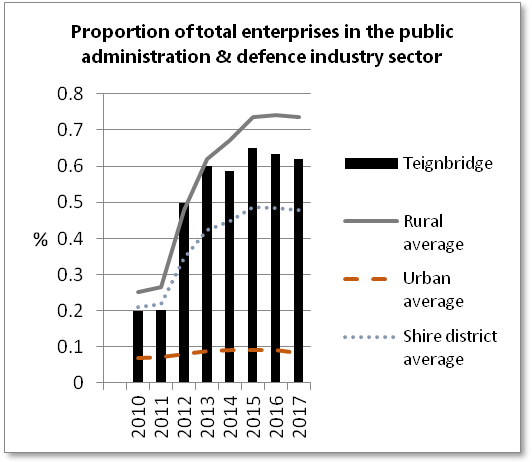 Proportion of total enterprises in the public
administration & defence industry sector
0.8
0.7
0.6
0.5
0.4
0.3
0.2
0.1
0
%
2010
2011
2012
2013
2014
2015
2016
2017
Teignbridge
Rural
average
Urban
average
Shire district
average